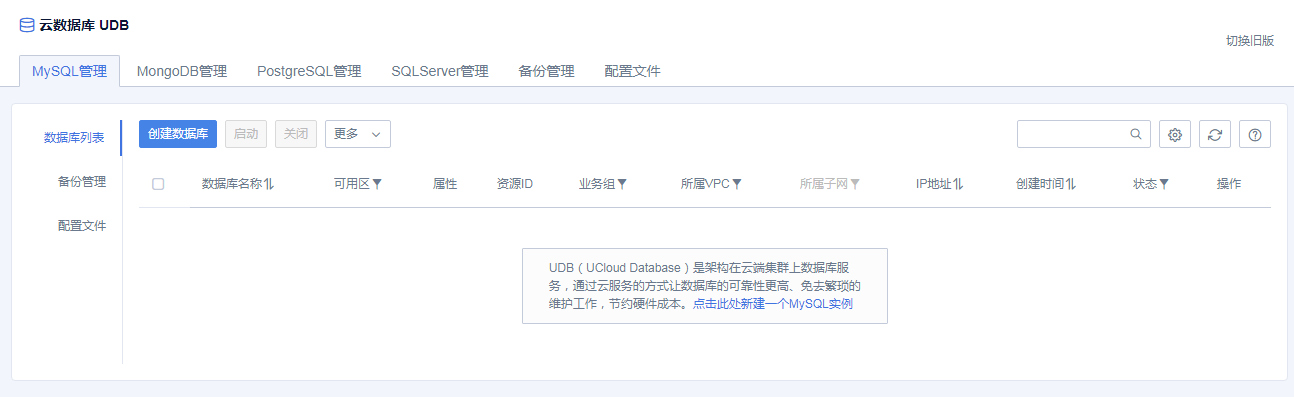 云数据库 UDB
切换旧版
MySQL管理 MongoDB管理 PostgreSQL管理 SQLServer管理 备份管理 配置文件
数据库列表
备份管理
配置文件
创建数据库 启动 关闭 更多
数据库名称 可用区 属性 资源ID 业务组 所属VPC 所属子网 IP地址 创建时间 状态 操作
UDB（UCloud Database）是架构在云端集群上数据库服
务，通过云服务的方式让数据库的可靠性更高、免去繁琐的
维护工作，节约硬件成本。点击此处新建一个MySQL实例